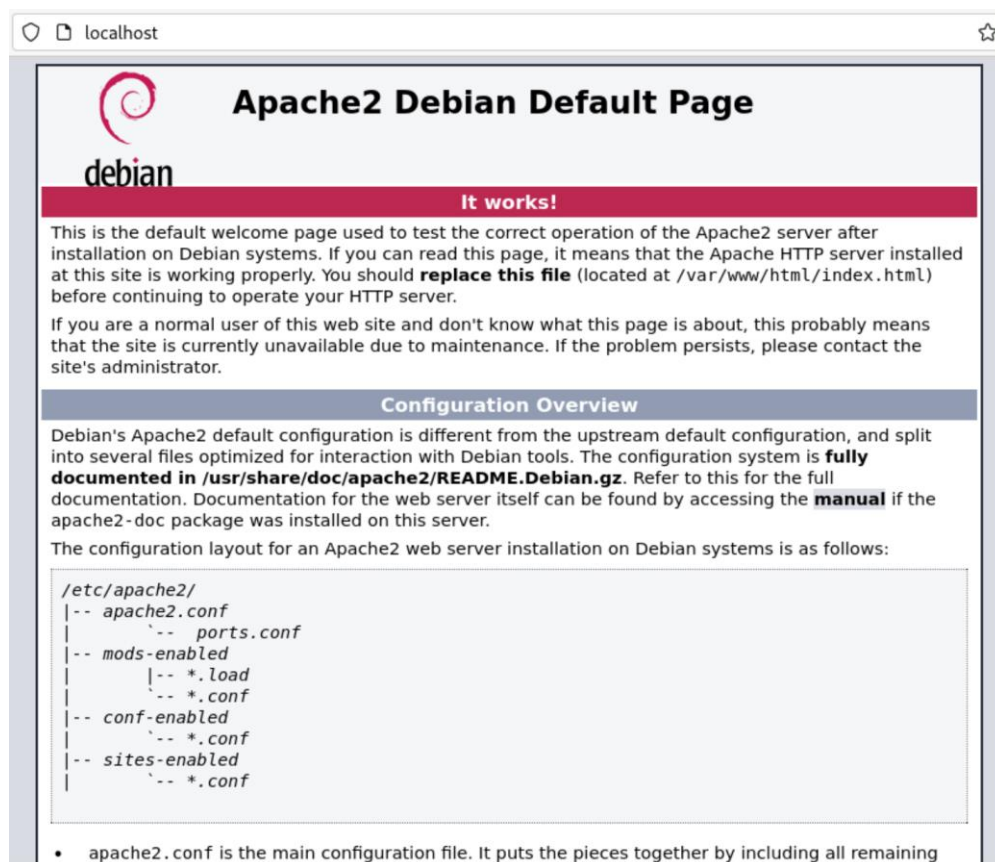 localhost
Apache2 Debian Default Page
debian
It works!
This is the default welcome page used to test the correct operation of the Apache2 server after
installation on Debian systems. If you can read this page, it means that the Apache HTTP server installed
at this site is working properly. You should replace this file (located at /var/www/html/index.html)
before continuing to operate your HTTP server.
If you are a normal user of this web site and don't know what this page is about, this probably means
that the site is currently unavailable due to maintenance. If the problem persists, please contact the
site's administrator.
Configuration Overview
Debian's Apache2 default configuration is different from the upstream default configuration, and split
into several files optimized for interaction with Debian tools. The configuration system is fully
documented in /usr/share/doc/apache2/README.Debian.gz. Refer to this for the full
documentation. Documentation for the web server itself can be found by accessing the manual if the
apache2-doc package was installed on this server.
The configuration layout for an Apache2 web server installation on Debian systems is as follows:
/etc/apache2/
|-- apache2.conf
|       `--  ports.conf
|-- mods-enabled
|       |-- *.load
|       `-- *.conf
|-- conf-enabled
|       `-- *.conf
|-- sites-enabled
|       `-- *.conf
• apache2.conf is the main configuration file. It puts the pieces together by including all remaining